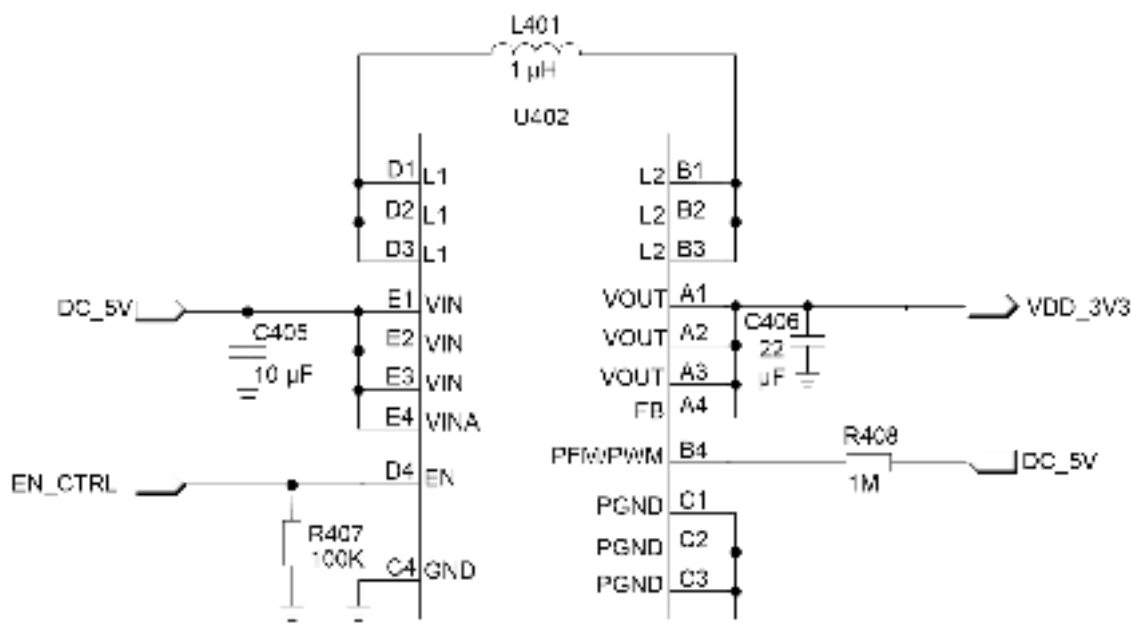 L401
1 µH
U402
D1 L1 L2 B1
D2 L1 L2 B2
D3 L1 L2 B3
DC_5V E1 VIN VOUT A1 VDD_3V3
C405 E2 VIN VOUT A2 C406
10 µF E3 VIN VOUT A3 22
µF
E4 VINA FB A4
R408
PFM/PWM B4 DC_5V
1M
EN_CTRL D4 EN
PGND C1
R407
100K
PGND C2
C4 GND PGND C3